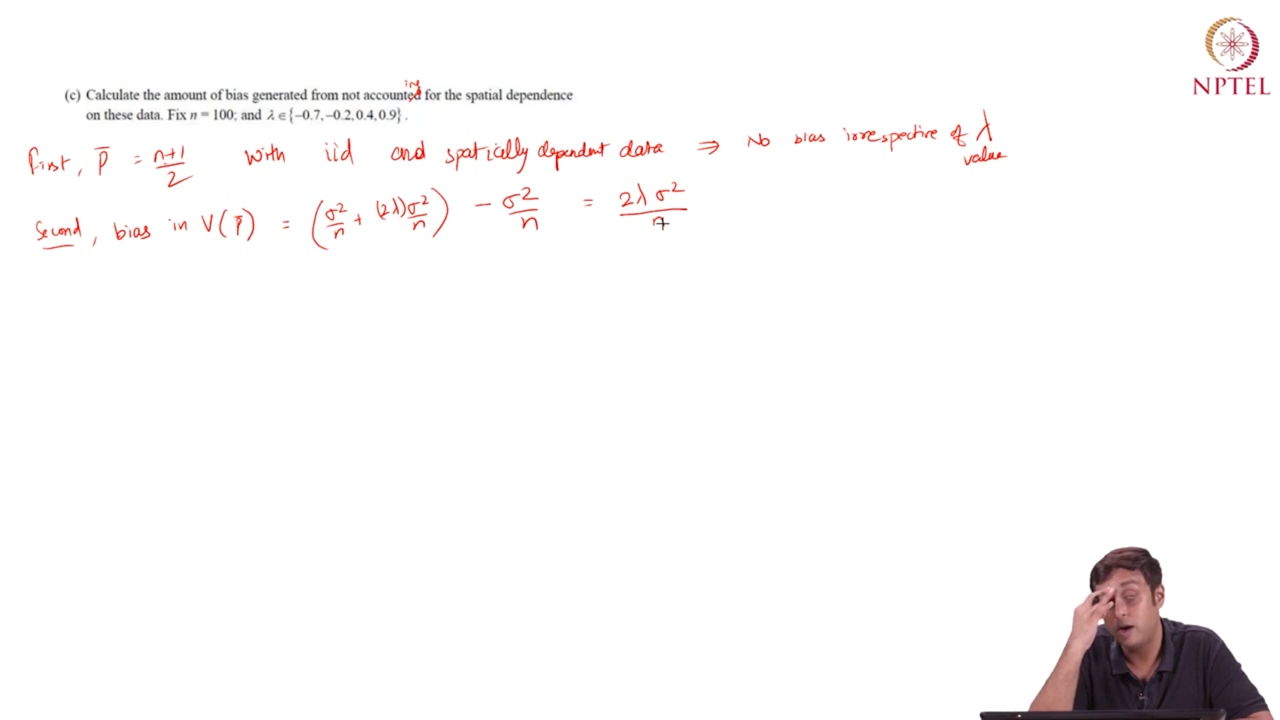 NPTEL
(c) Calculate the amount of bias generated from not accounted ing for the spatial dependence
on these data. Fix n = 100; and λ ∈ {−0.7, −0.2, 0.4, 0.9}.
First, P̄ = (n+1)/2 with iid and spatially dependent data ⇒ No bias irrespective of λ value
Second, bias in V(P̄) = (σ²/n + (2λ)σ²/n) − σ²/n = 2λσ²/n